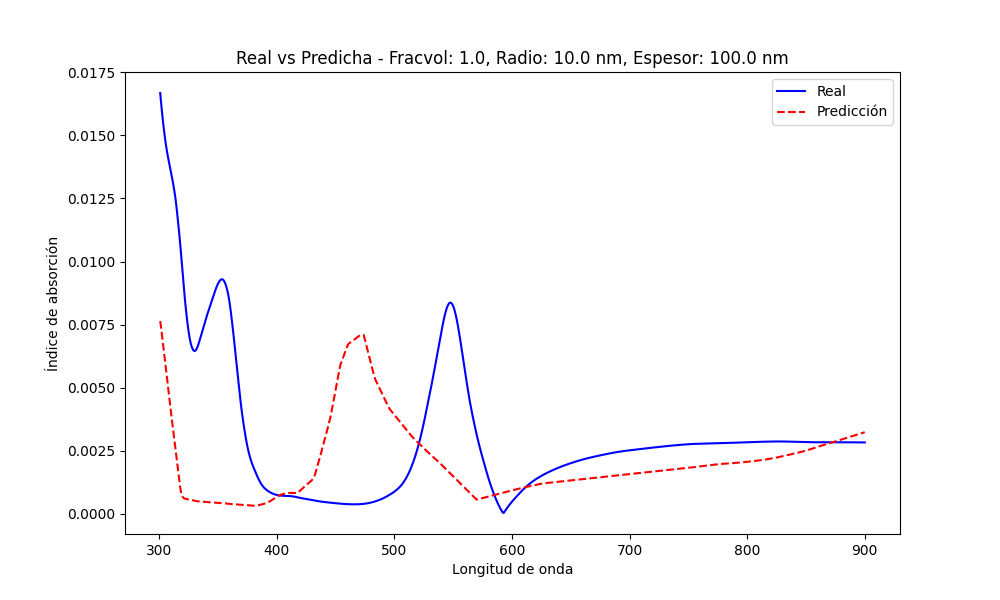 Real vs Predicha - Fracvol: 1.0, Radio: 10.0 nm, Espesor: 100.0 nm
Real
Predicción
Índice de absorción
0.0175
0.0150
0.0125
0.0100
0.0075
0.0050
0.0025
0.0000
300 400 500 600 700 800 900
Longitud de onda